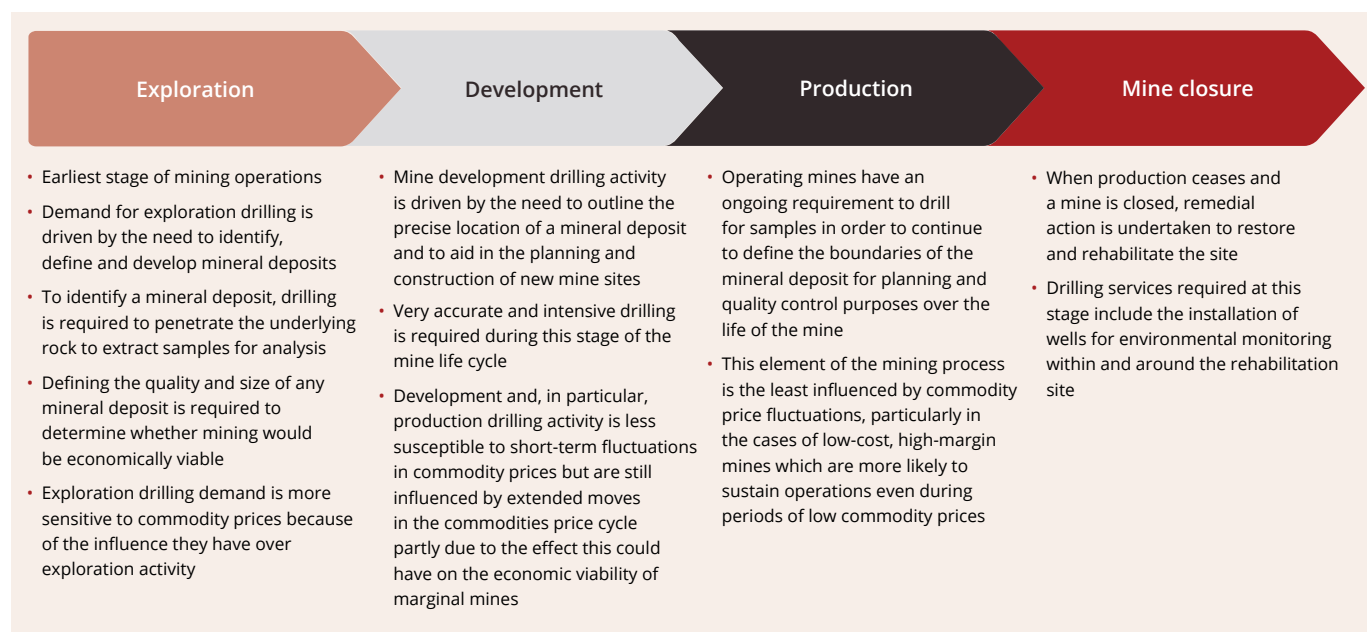 Exploration
Development
Production
Mine closure
• Earliest stage of mining operations
• Demand for exploration drilling is
driven by the need to identify,
define and develop mineral deposits
• To identify a mineral deposit, drilling
is required to penetrate the underlying
rock to extract samples for analysis
• Defining the quality and size of any
mineral deposit is required to
determine whether mining would
be economically viable
• Exploration drilling demand is more
sensitive to commodity prices because
of the influence they have over
exploration activity
• Mine development drilling activity
is driven by the need to outline the
precise location of a mineral deposit
and to aid in the planning and
construction of new mine sites
• Very accurate and intensive drilling
is required during this stage of the
mine life cycle
• Development and, in particular,
production drilling activity is less
susceptible to short-term fluctuations
in commodity prices but are still
influenced by extended moves
in the commodities price cycle
partly due to the effect this could
have on the economic viability of
marginal mines
• Operating mines have an
ongoing requirement to drill
for samples in order to continue
to define the boundaries of the
mineral deposit for planning and
quality control purposes over the
life of the mine
• This element of the mining process
is the least influenced by commodity
price fluctuations, particularly in
the cases of low-cost, high-margin
mines which are more likely to
sustain operations even during
periods of low commodity prices
• When production ceases and
a mine is closed, remedial
action is undertaken to restore
and rehabilitate the site
• Drilling services required at this
stage include the installation of
wells for environmental monitoring
within and around the rehabilitation
site